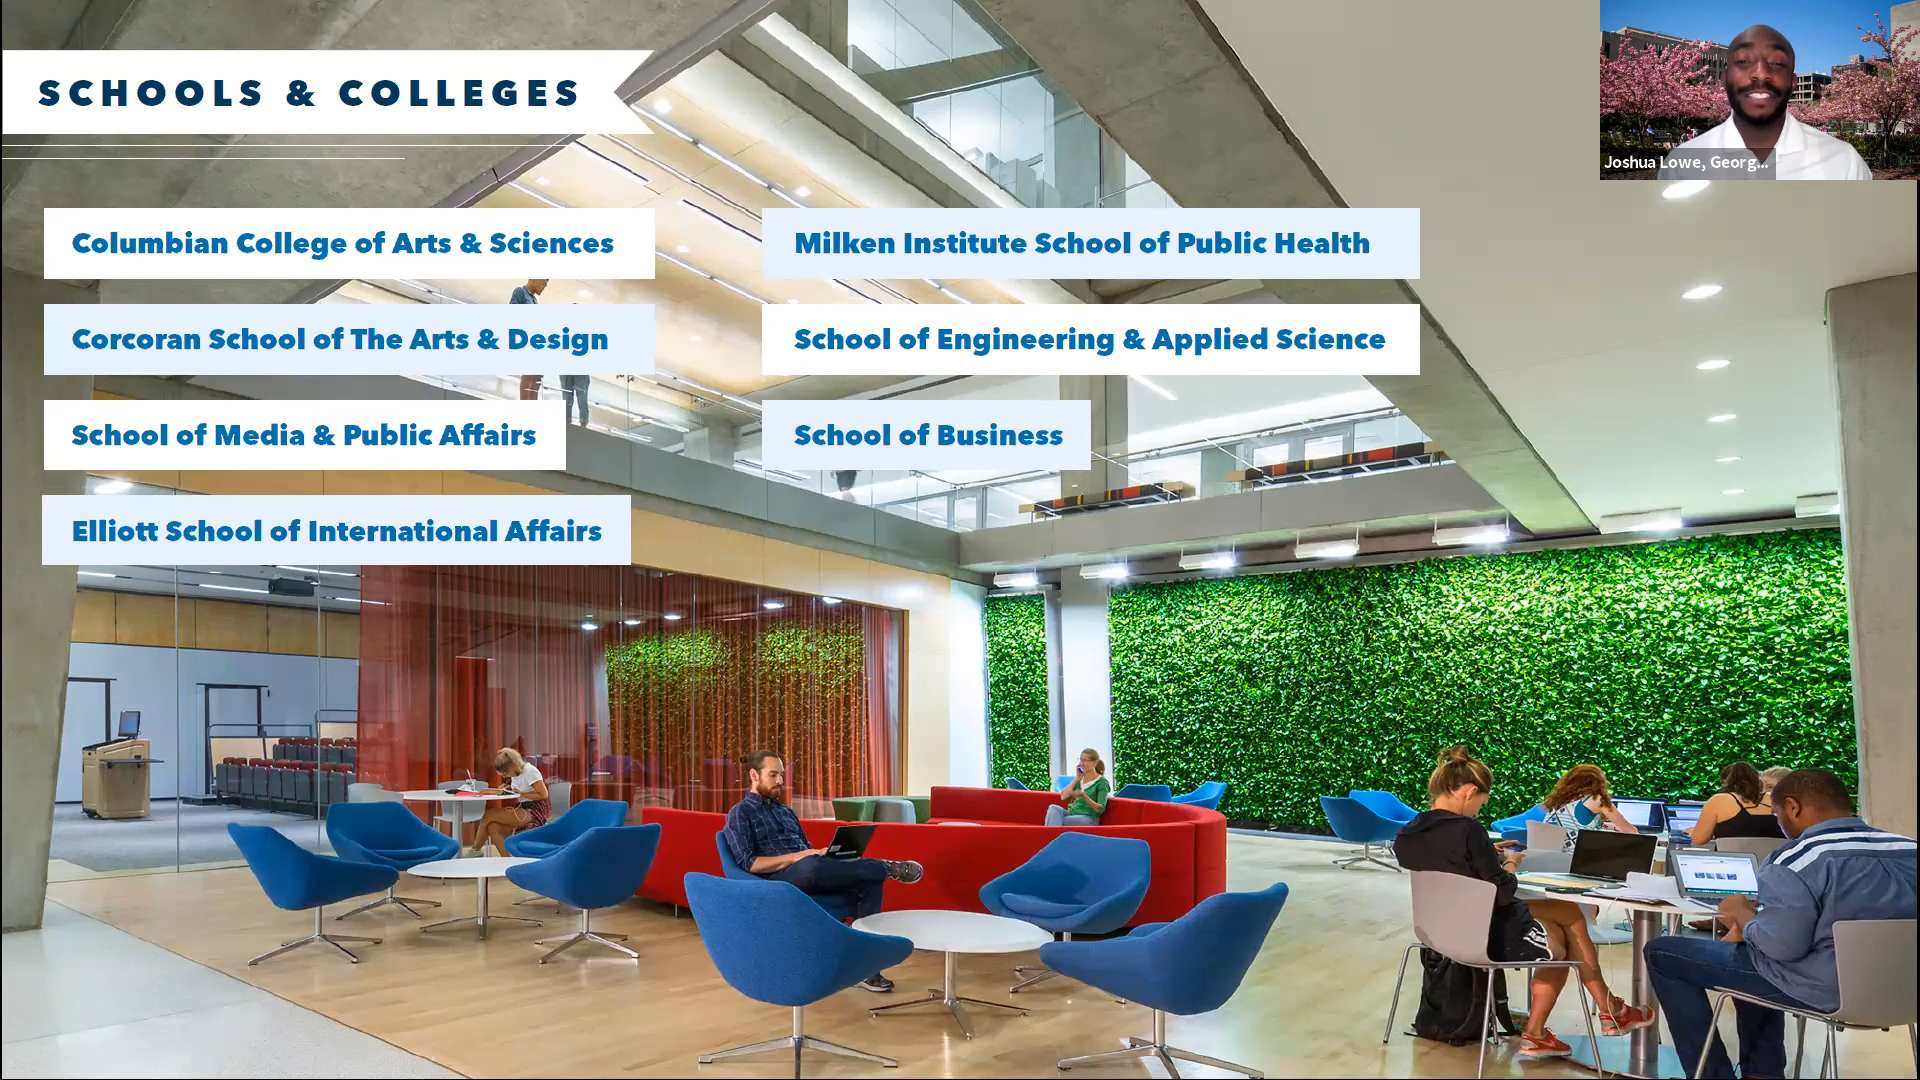 SCHOOLS & COLLEGES
Columbian College of Arts & Sciences
Corcoran School of The Arts & Design
School of Media & Public Affairs
Elliott School of International Affairs
Milken Institute School of Public Health
School of Engineering & Applied Science
School of Business
Joshua Lowe, Georg...